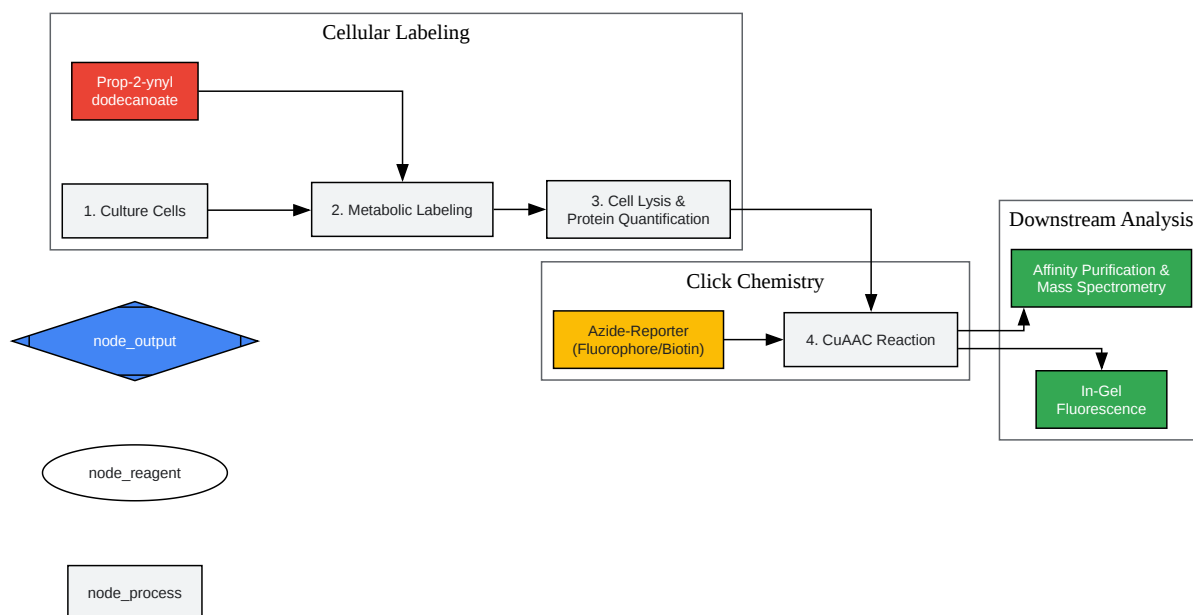 Cellular Labeling
Prop-2-ynyl
dodecanoate
1. Culture Cells
2. Metabolic Labeling
3. Cell Lysis &
Protein Quantification
Click Chemistry
Azide-Reporter
(Fluorophore/Biotin)
4. CuAAC Reaction
Downstream Analysis
Affinity Purification &
Mass Spectrometry
In-Gel
Fluorescence
node_output
node_reagent
node_process